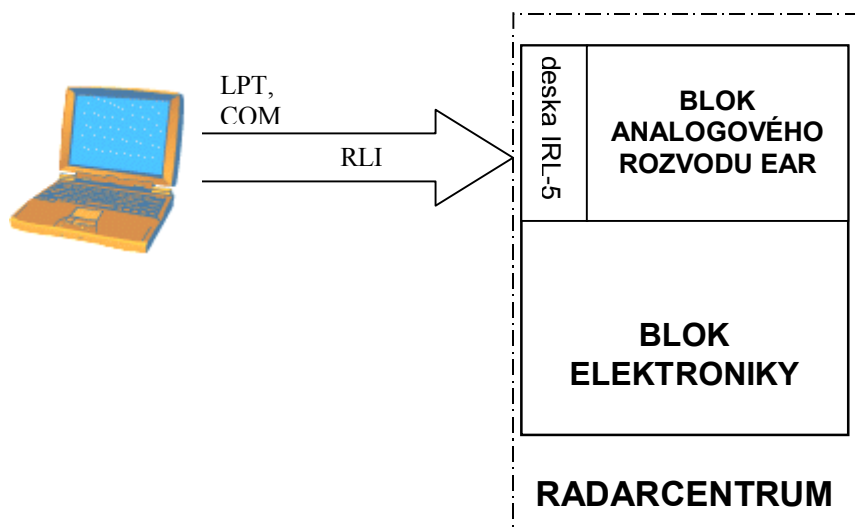 LPT,
COM
RLI
deska IRL-5
BLOK
ANALOGOVÉHO
ROZVODU EAR
BLOK
ELEKTRONIKY
RADARCENTRUM